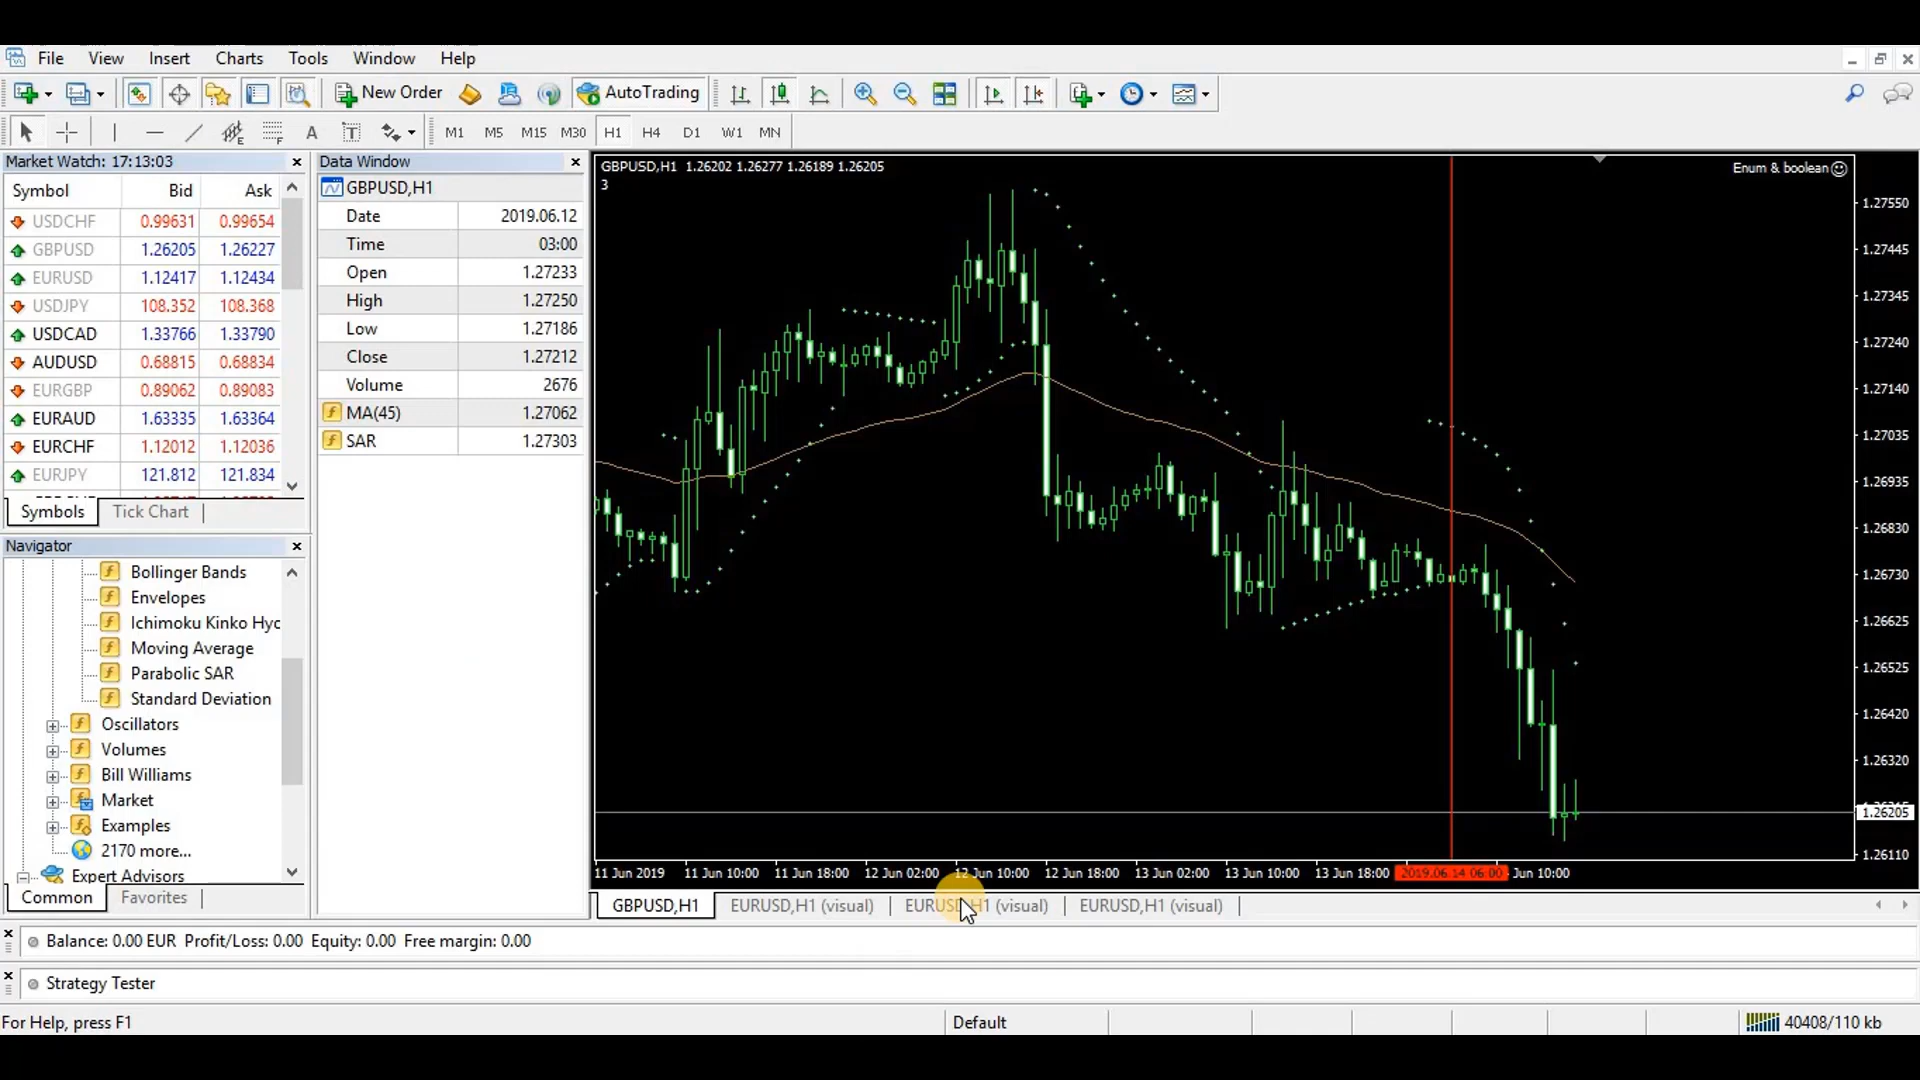 File View Insert Charts Tools Window Help
New Order AutoTrading
A T M1 M5 M15 M30 H1 H4 D1 W1 MN
Market Watch: 17:13:03
Symbol Bid Ask
USDCHF 0.99631 0.99654
GBPUSD 1.26205 1.26227
EURUSD 1.12417 1.12434
USDJPY 108.352 108.368
USDCAD 1.33766 1.33790
AUDUSD 0.68815 0.68834
EURGBP 0.89062 0.89083
EURAUD 1.63335 1.63364
EURCHF 1.12012 1.12036
EURJPY 121.812 121.834
Symbols Tick Chart
Navigator
Bollinger Bands
Envelopes
Ichimoku Kinko Hyc
Moving Average
Parabolic SAR
Standard Deviation
Oscillators
Volumes
Bill Williams
Market
Examples
2170 more...
Expert Advisors
Common Favorites
Data Window
GBPUSD,H1
Date 2019.06.12
Time 03:00
Open 1.27233
High 1.27250
Low 1.27186
Close 1.27212
Volume 2676
MA(45) 1.27062
SAR 1.27303
GBPUSD,H1 1.26202 1.26277 1.26189 1.26205
3
Enum & boolean
1.27550
1.27445
1.27345
1.27240
1.27140
1.27035
1.26935
1.26830
1.26730
1.26625
1.26525
1.26420
1.26320
1.26205
1.26110
11 Jun 2019 11 Jun 10:00 11 Jun 18:00 12 Jun 02:00 12 Jun 10:00 12 Jun 18:00 13 Jun 02:00 13 Jun 10:00 13 Jun 18:00 2019.06.14 06:00 Jun 10:00
GBPUSD,H1 EURUSD,H1 (visual) EURUSD,H1 (visual) EURUSD,H1 (visual)
Balance: 0.00 EUR Profit/Loss: 0.00 Equity: 0.00 Free margin: 0.00
Strategy Tester
For Help, press F1 Default 40408/110 kb